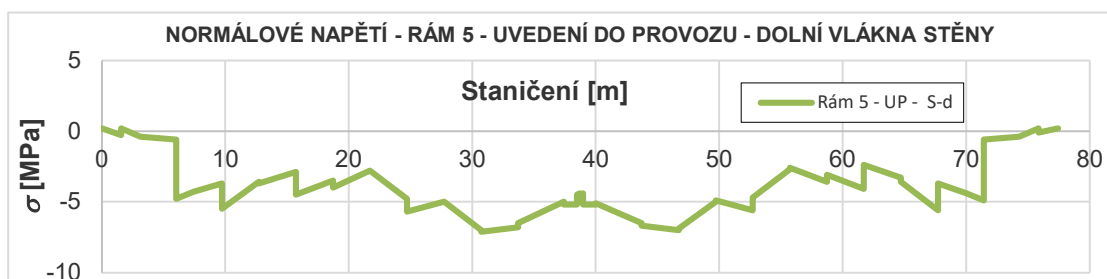 NORMÁLOVÉ NAPĚTÍ - RÁM 5 - UVEDENÍ DO PROVOZU - DOLNÍ VLÁKNA STĚNY
5
Staničení [m]
Rám 5 - UP - S-d
0
0 10 20 30 40 50 60 70 80
σ [MPa]
-5
-10